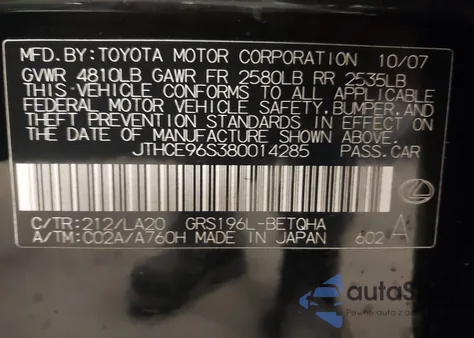 MFD.BY:TOYOTA MOTOR CORPORATION 10/07
GVWR 4810LB GAWR FR 2580LB RR 2535LB
THIS VEHICLE CONFORMS TO ALL APPLICABLE
FEDERAL MOTOR VEHICLE SAFETY, BUMPER, AND
THEFT PREVENTION STANDARDS IN EFFECT ON
THE DATE OF MANUFACTURE SHOWN ABOVE.
JTHCE96S380014285 PASS.CAR
C/TR:212/LA20 GRS196L-BETQHA A
A/TM:C02A/A760H MADE IN JAPAN 602